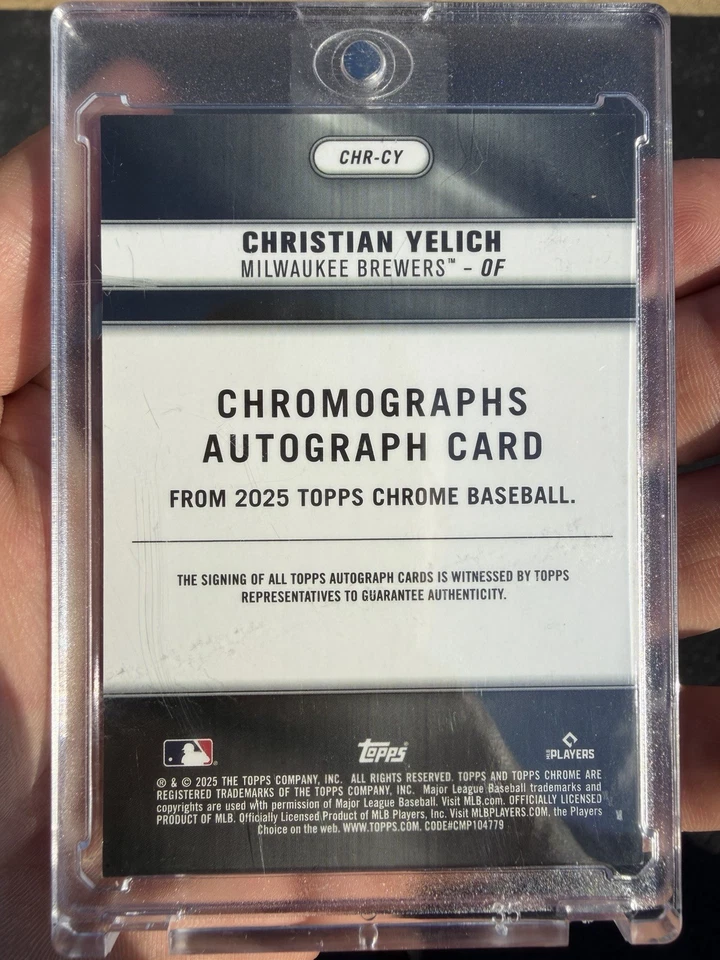 CHR-CY
CHRISTIAN YELICH
MILWAUKEE BREWERS™ - OF
CHROMOGRAPHS
AUTOGRAPH CARD
FROM 2025 TOPPS CHROME BASEBALL.
THE SIGNING OF ALL TOPPS AUTOGRAPH CARDS IS WITNESSED BY TOPPS
REPRESENTATIVES TO GUARANTEE AUTHENTICITY.
topps
MLB PLAYERS
® & © 2025 THE TOPPS COMPANY, INC. ALL RIGHTS RESERVED. TOPPS AND TOPPS CHROME ARE
REGISTERED TRADEMARKS OF THE TOPPS COMPANY, INC. Major League Baseball trademarks and
copyrights are used with permission of Major League Baseball. Visit MLB.com. OFFICIALLY LICENSED
PRODUCT OF MLB. Officially Licensed Product of MLB Players, Inc. Visit MLBPLAYERS.COM, the Players
Choice on the web. WWW.TOPPS.COM. CODE#CMP104779
35